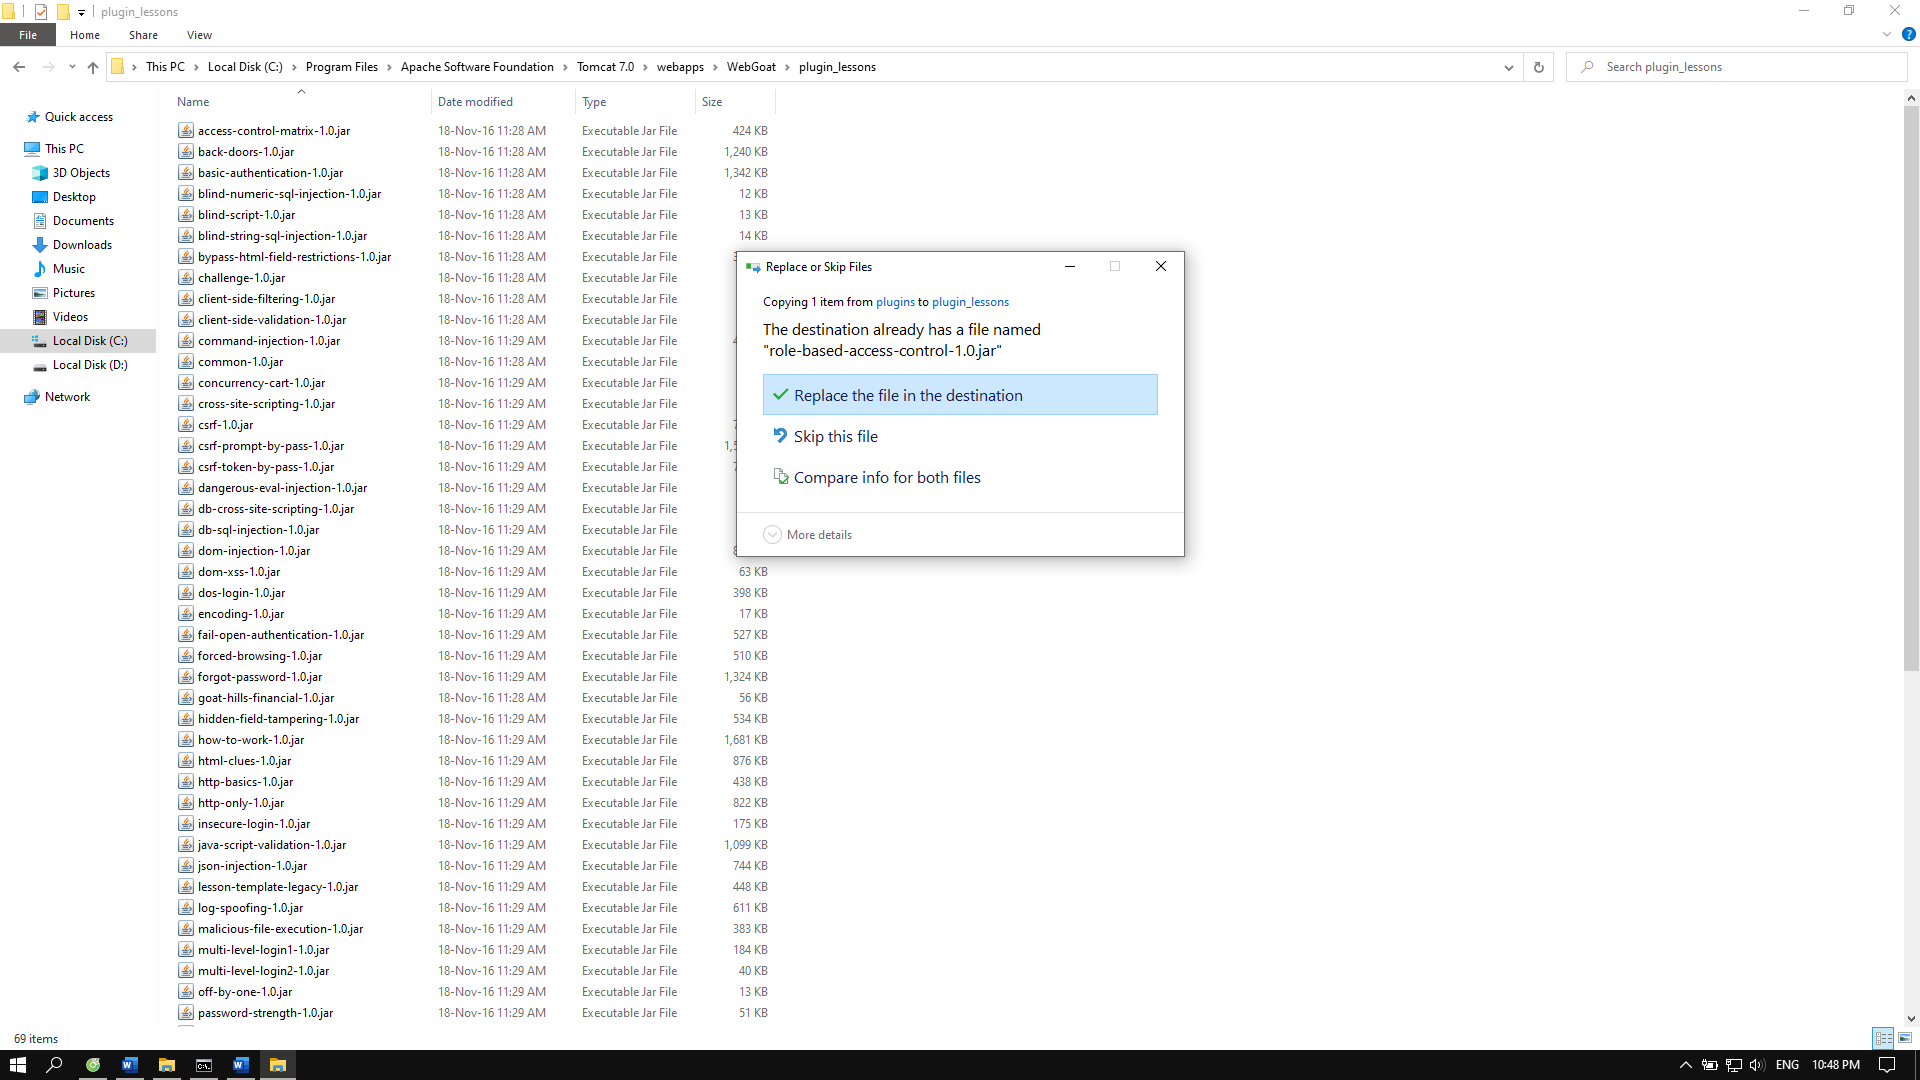 plugin_lessons
File Home Share View
This PC Local Disk (C:) Program Files Apache Software Foundation Tomcat 7.0 webapps WebGoat plugin_lessons
Search plugin_lessons
Name Date modified Type Size
Quick access
This PC
3D Objects
Desktop
Documents
Downloads
Music
Pictures
Videos
Local Disk (C:)
Local Disk (D:)
Network
access-control-matrix-1.0.jar 18-Nov-16 11:28 AM Executable Jar File 424 KB
back-doors-1.0.jar 18-Nov-16 11:28 AM Executable Jar File 1,240 KB
basic-authentication-1.0.jar 18-Nov-16 11:28 AM Executable Jar File 1,342 KB
blind-numeric-sql-injection-1.0.jar 18-Nov-16 11:28 AM Executable Jar File 12 KB
blind-script-1.0.jar 18-Nov-16 11:28 AM Executable Jar File 13 KB
blind-string-sql-injection-1.0.jar 18-Nov-16 11:28 AM Executable Jar File 14 KB
bypass-html-field-restrictions-1.0.jar 18-Nov-16 11:28 AM Executable Jar File
challenge-1.0.jar 18-Nov-16 11:28 AM Executable Jar File
client-side-filtering-1.0.jar 18-Nov-16 11:28 AM Executable Jar File
client-side-validation-1.0.jar 18-Nov-16 11:28 AM Executable Jar File
command-injection-1.0.jar 18-Nov-16 11:29 AM Executable Jar File
common-1.0.jar 18-Nov-16 11:28 AM Executable Jar File
concurrency-cart-1.0.jar 18-Nov-16 11:29 AM Executable Jar File
cross-site-scripting-1.0.jar 18-Nov-16 11:29 AM Executable Jar File
csrf-1.0.jar 18-Nov-16 11:29 AM Executable Jar File
csrf-prompt-by-pass-1.0.jar 18-Nov-16 11:29 AM Executable Jar File
csrf-token-by-pass-1.0.jar 18-Nov-16 11:29 AM Executable Jar File
dangerous-eval-injection-1.0.jar 18-Nov-16 11:29 AM Executable Jar File
db-cross-site-scripting-1.0.jar 18-Nov-16 11:29 AM Executable Jar File
db-sql-injection-1.0.jar 18-Nov-16 11:29 AM Executable Jar File
dom-injection-1.0.jar 18-Nov-16 11:29 AM Executable Jar File
dom-xss-1.0.jar 18-Nov-16 11:29 AM Executable Jar File 63 KB
dos-login-1.0.jar 18-Nov-16 11:29 AM Executable Jar File 398 KB
encoding-1.0.jar 18-Nov-16 11:29 AM Executable Jar File 17 KB
fail-open-authentication-1.0.jar 18-Nov-16 11:29 AM Executable Jar File 527 KB
forced-browsing-1.0.jar 18-Nov-16 11:29 AM Executable Jar File 510 KB
forgot-password-1.0.jar 18-Nov-16 11:29 AM Executable Jar File 1,324 KB
goat-hills-financial-1.0.jar 18-Nov-16 11:28 AM Executable Jar File 56 KB
hidden-field-tampering-1.0.jar 18-Nov-16 11:29 AM Executable Jar File 534 KB
how-to-work-1.0.jar 18-Nov-16 11:29 AM Executable Jar File 1,681 KB
html-clues-1.0.jar 18-Nov-16 11:29 AM Executable Jar File 876 KB
http-basics-1.0.jar 18-Nov-16 11:29 AM Executable Jar File 438 KB
http-only-1.0.jar 18-Nov-16 11:29 AM Executable Jar File 822 KB
insecure-login-1.0.jar 18-Nov-16 11:29 AM Executable Jar File 175 KB
java-script-validation-1.0.jar 18-Nov-16 11:29 AM Executable Jar File 1,099 KB
json-injection-1.0.jar 18-Nov-16 11:29 AM Executable Jar File 744 KB
lesson-template-legacy-1.0.jar 18-Nov-16 11:29 AM Executable Jar File 448 KB
log-spoofing-1.0.jar 18-Nov-16 11:29 AM Executable Jar File 611 KB
malicious-file-execution-1.0.jar 18-Nov-16 11:29 AM Executable Jar File 383 KB
multi-level-login1-1.0.jar 18-Nov-16 11:29 AM Executable Jar File 184 KB
multi-level-login2-1.0.jar 18-Nov-16 11:29 AM Executable Jar File 40 KB
off-by-one-1.0.jar 18-Nov-16 11:29 AM Executable Jar File 13 KB
password-strength-1.0.jar 18-Nov-16 11:29 AM Executable Jar File 51 KB
Replace or Skip Files
Copying 1 item from plugins to plugin_lessons
The destination already has a file named
"role-based-access-control-1.0.jar"
Replace the file in the destination
Skip this file
Compare info for both files
More details
69 items
ENG 10:48 PM